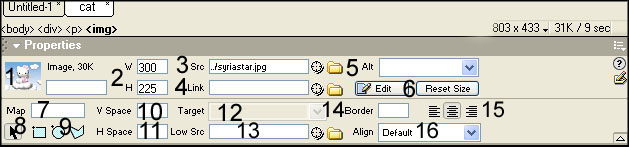 Untitled-1* cat*
<body> <div> <p> <img> 803 x 433 31K / 9 sec
Properties
1 Image, 30K 2 W 300 3 Src ../syriastar.jpg 5 Alt
H 225 4 Link Edit 6 Reset Size
Map 7 V Space 10 Target 12 14 Border 15
8 9 H Space 11 Low Src 13 Align Default 16